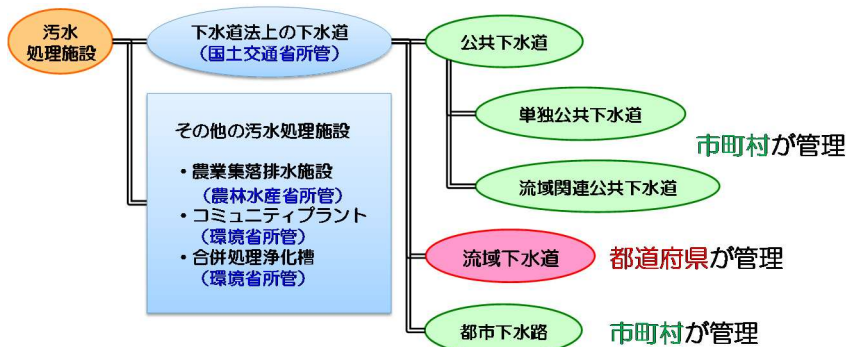 汚水
処理施設
下水道法上の下水道
（国土交通省所管）
その他の汚水処理施設
・農業集落排水施設
（農林水産省所管）
・コミュニティプラント
（環境省所管）
・合併処理浄化槽
（環境省所管）
公共下水道
単独公共下水道
市町村が管理
流域関連公共下水道
流域下水道
都道府県が管理
都市下水路
市町村が管理